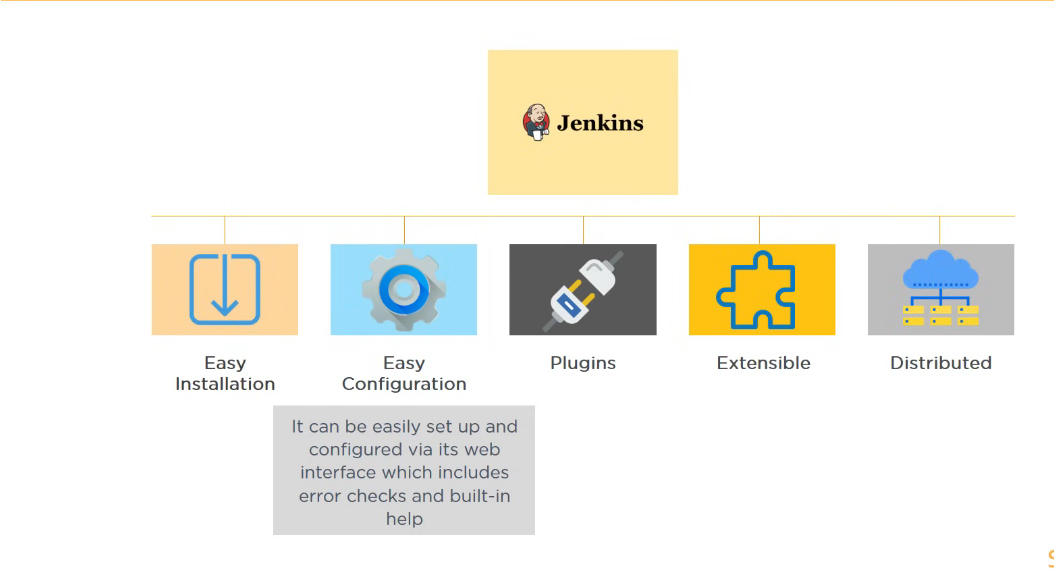 Jenkins
Easy
Installation
Easy
Configuration
Plugins
Extensible
Distributed
It can be easily set up and
configured via its web
interface which includes
error checks and built-in
help